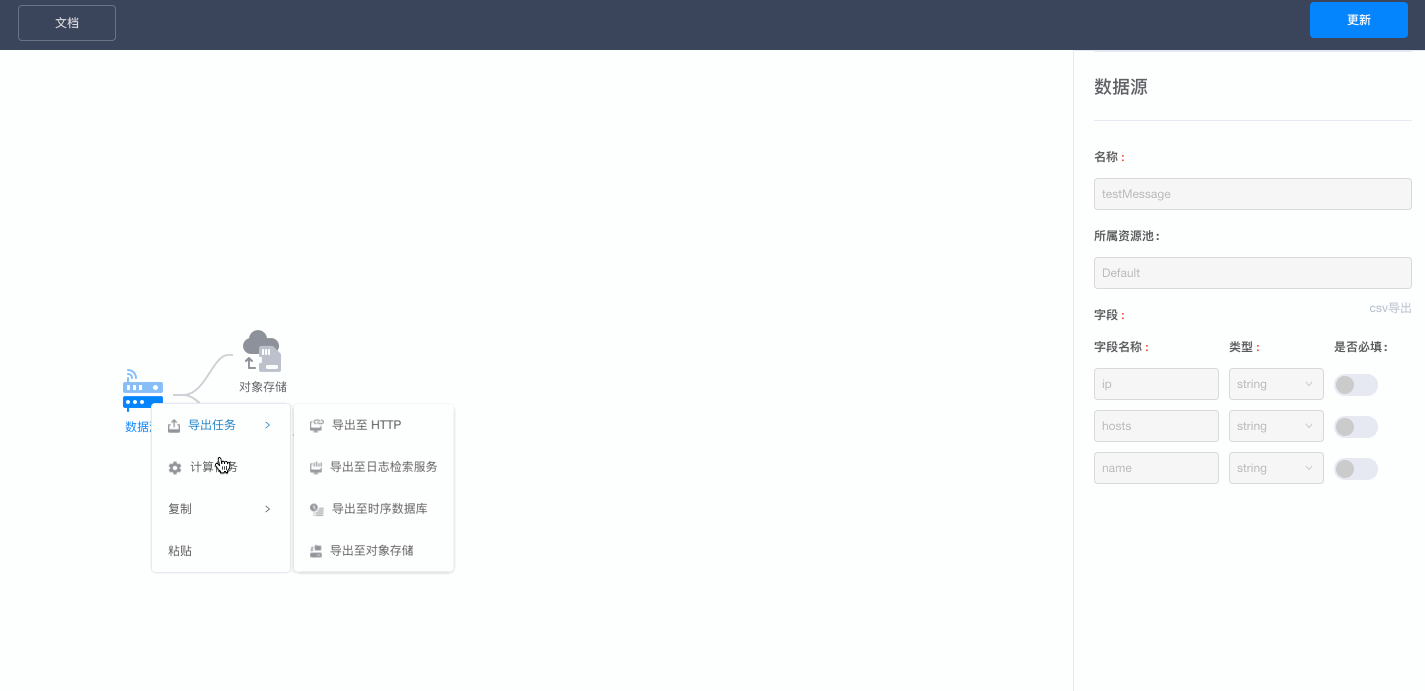 文档
更新
对象存储
数据
导出任务
计算 务
复制
粘贴
导出至 HTTP
导出至日志检索服务
导出至时序数据库
导出至对象存储
数据源
名称 :
testMessage
所属资源池 :
Default
csv导出
字段 :
字段名称 : 类型 : 是否必填 :
ip string
hosts string
name string